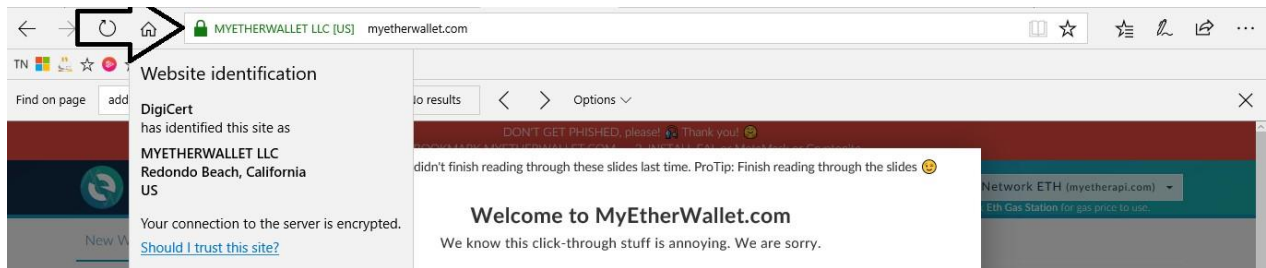 MYETHERWALLET LLC [US] myetherwallet.com
TN
Website identification
Find on page add No results Options
DigiCert
has identified this site as
DON'T GET PHISHED, please! Thank you!
MYETHERWALLET LLC
didn't finish reading through these slides last time. ProTip: Finish reading through the slides
Redondo Beach, California
US
Network ETH (myetherapi.com)
Eth Gas Station for gas price to use.
Welcome to MyEtherWallet.com
Your connection to the server is encrypted.
New
We know this click-through stuff is annoying. We are sorry.
Should I trust this site?